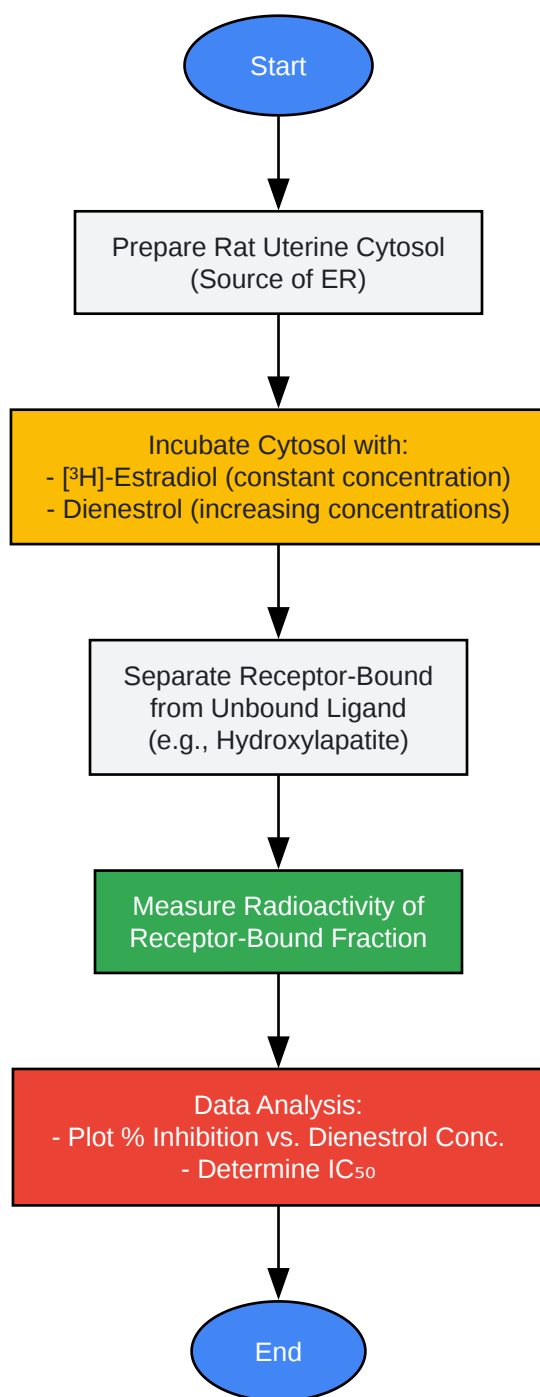 Start
Prepare Rat Uterine Cytosol
(Source of ER)
Incubate Cytosol with:
- [³H]-Estradiol (constant concentration)
- Dienestrol (increasing concentrations)
Separate Receptor-Bound
from Unbound Ligand
(e.g., Hydroxylapatite)
Measure Radioactivity of
Receptor-Bound Fraction
Data Analysis:
- Plot % Inhibition vs. Dienestrol Conc.
- Determine IC₅₀
End